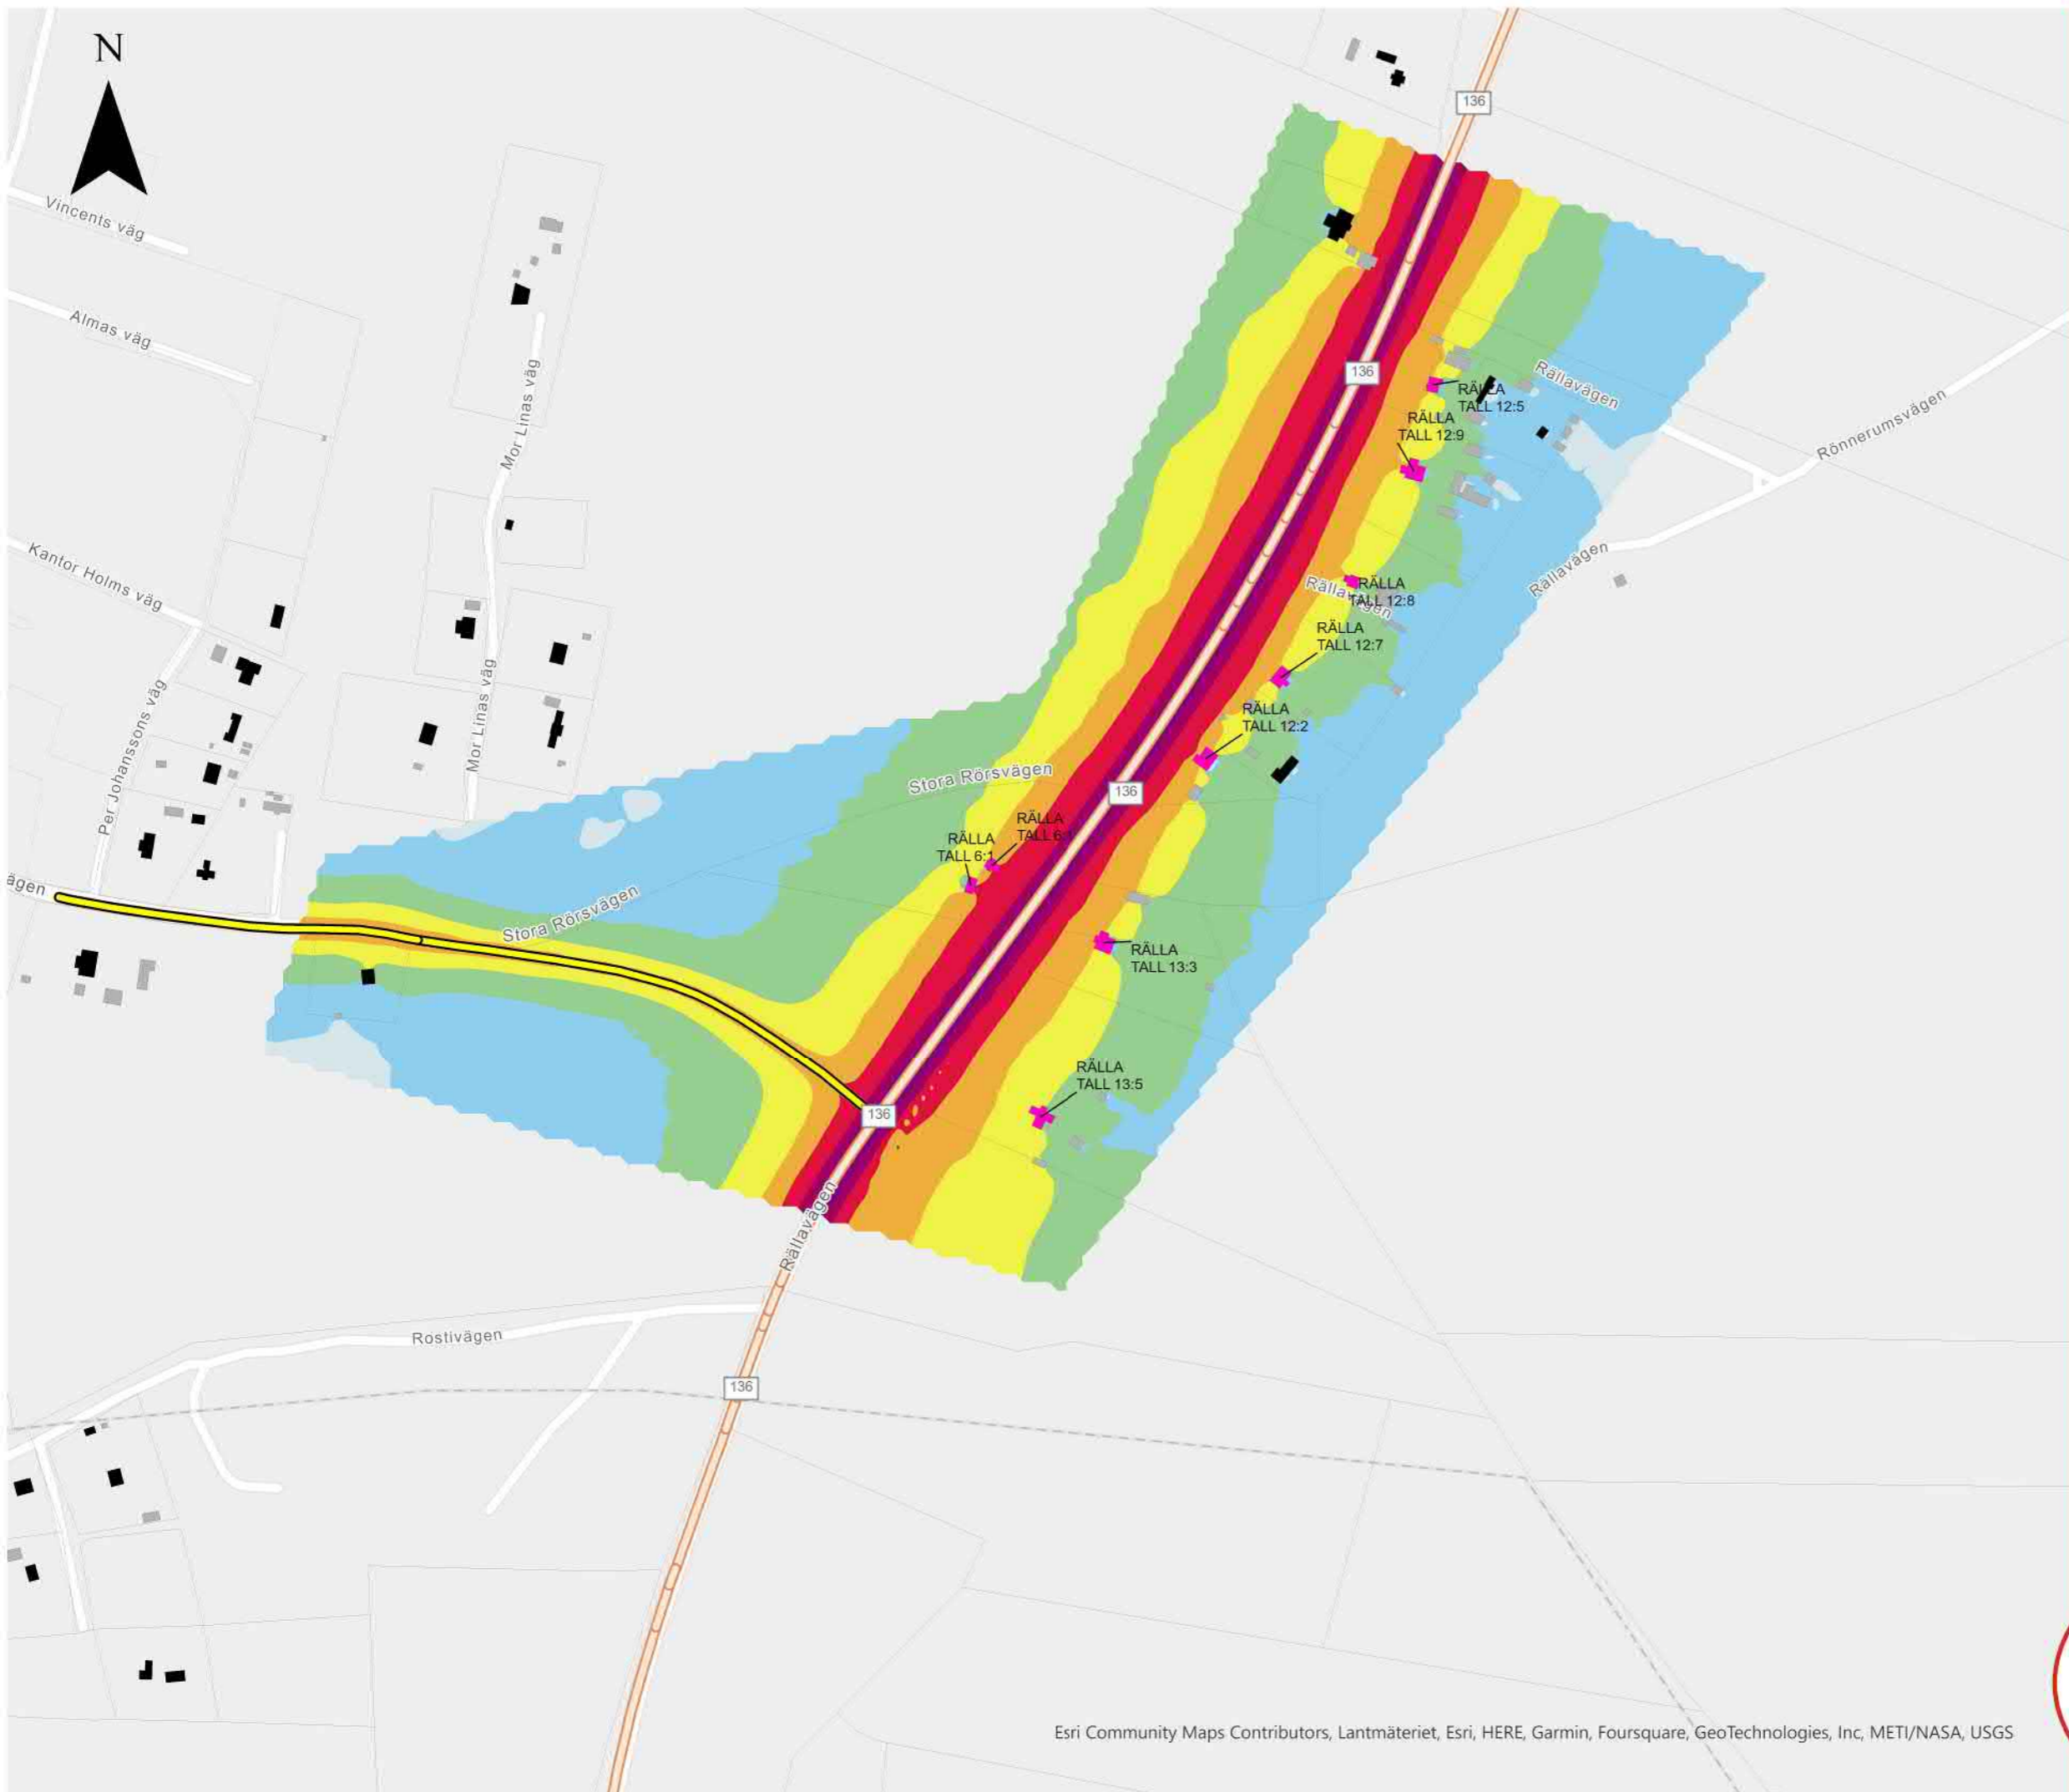 N
136
Vincents väg
Almas väg
Mor Linas väg
136
Rällavägen
RÄLLA
TALL 12:5
RÄLLA
TALL 12:9
Rönnerumsvägen
Kantor Holms väg
Rällavägen
Rällavägen
RÄLLA
TALL 12:8
RÄLLA
TALL 12:7
Per Johanssons väg
Mor Linas väg
RÄLLA
TALL 12:2
Stora Rörsvägen
136
RÄLLA
TALL 6:1
RÄLLA
TALL 6:1
ägen
Stora Rörsvägen
RÄLLA
TALL 13:3
RÄLLA
TALL 13:5
136
Rällavägen
Rostivägen
136
Esri Community Maps Contributors, Lantmäteriet, Esri, HERE, Garmin, Foursquare, GeoTechnologies, Inc, METI/NASA, USGS